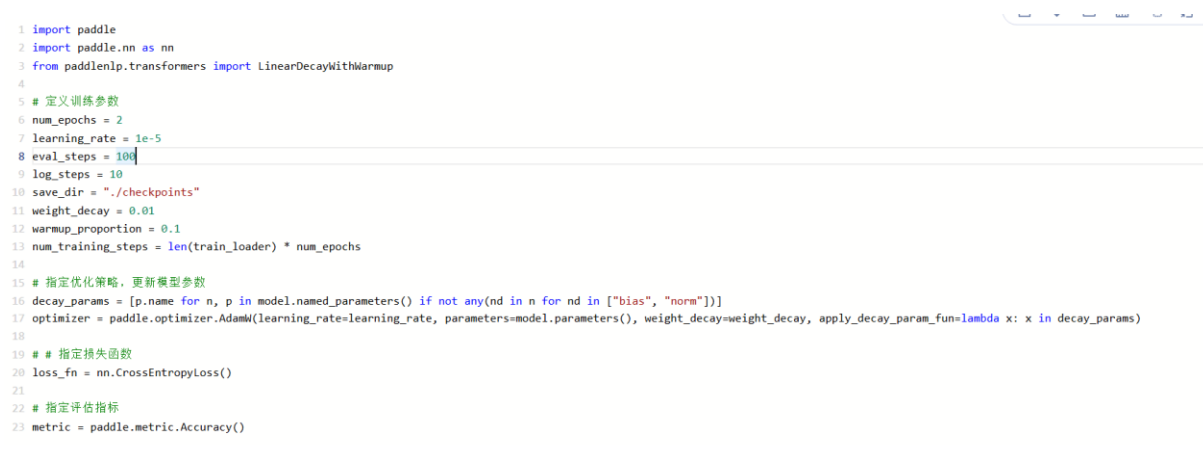 1 import paddle
2 import paddle.nn as nn
3 from paddlenlp.transformers import LinearDecayWithWarmup
4
5 # 定义训练参数
6 num_epochs = 2
7 learning_rate = 1e-5
8 eval_steps = 100
9 log_steps = 10
10 save_dir = "./checkpoints"
11 weight_decay = 0.01
12 warmup_proportion = 0.1
13 num_training_steps = len(train_loader) * num_epochs
14
15 # 指定优化策略，更新模型参数
16 decay_params = [p.name for n, p in model.named_parameters() if not any(nd in n for nd in ["bias", "norm"])]
17 optimizer = paddle.optimizer.AdamW(learning_rate=learning_rate, parameters=model.parameters(), weight_decay=weight_decay, apply_decay_param_fun=lambda x: x in decay_params)
18
19 # # 指定损失函数
20 loss_fn = nn.CrossEntropyLoss()
21
22 # 指定评估指标
23 metric = paddle.metric.Accuracy()